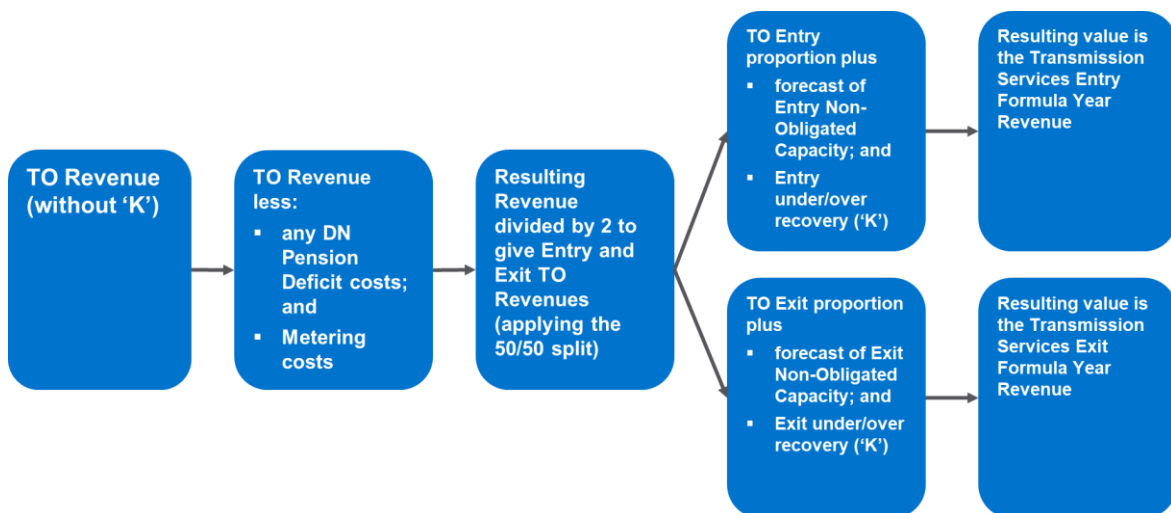 TO Revenue
(without ‘K’)
TO Revenue
less:
▪ any DN
Pension
Deficit costs;
and
▪ Metering
costs
Resulting
Revenue
divided by 2 to
give Entry and
Exit TO
Revenues
(applying the
50/50 split)
TO Entry
proportion plus
▪ forecast of
Entry Non-
Obligated
Capacity; and
▪ Entry
under/over
recovery (‘K’)
Resulting value is
the Transmission
Services Entry
Formula Year
Revenue
TO Exit proportion
plus
▪ forecast of Exit
Non-Obligated
Capacity; and
▪ Exit under/over
recovery (‘K’)
Resulting value is
the Transmission
Services Exit
Formula Year
Revenue